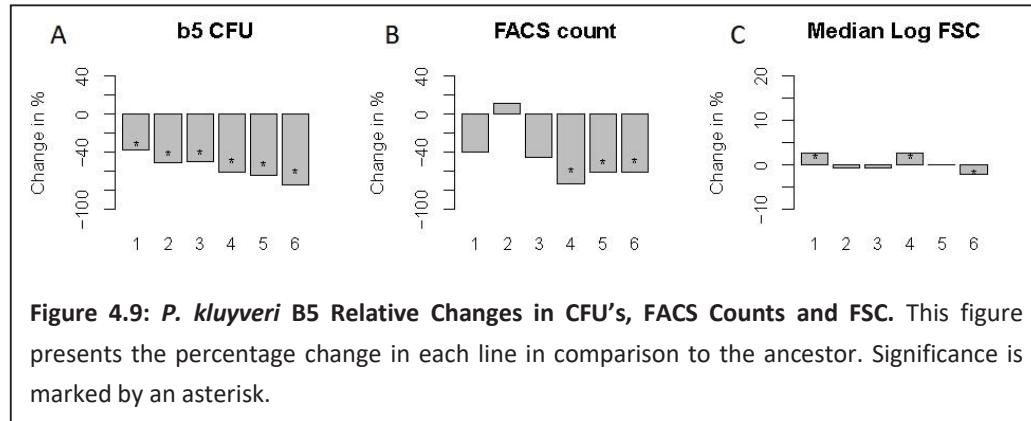 A b5 CFU
Change in %
40
0
−40
−100
*
*
*
*
*
*
1 2 3 4 5 6
B FACS count
Change in %
40
0
−40
−100
*
*
*
1 2 3 4 5 6
C Median Log FSC
Change in %
20
10
0
−10
*
*
*
1 2 3 4 5 6
Figure 4.9: P. kluyveri B5 Relative Changes in CFU’s, FACS Counts and FSC. This figure
presents the percentage change in each line in comparison to the ancestor. Significance is
marked by an asterisk.